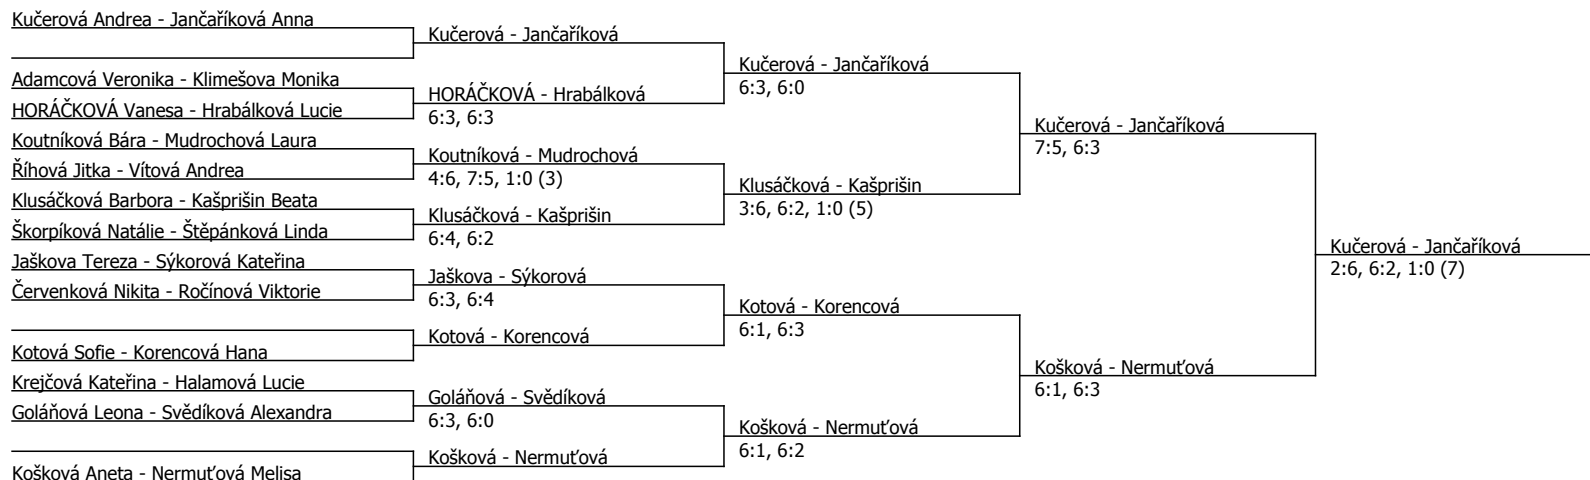 Kučerová Andrea - Jančaříková Anna
Adamcová Veronika - Klimešova Monika
HORÁČKOVÁ Vanesa - Hrabálková Lucie
Koutníková Bára - Mudrochová Laura
Říhová Jitka - Vítová Andrea
Klusáčková Barbora - Kašprišin Beata
Škorpíková Natálie - Štěpánková Linda
Jaškova Tereza - Sýkorová Kateřina
Červenková Nikita - Ročínová Viktorie
Kotová Sofie - Korencová Hana
Krejčová Kateřina - Halamová Lucie
Goláňová Leona - Svědíková Alexandra
Košková Aneta - Nermuťová Melisa
Kučerová - Jančaříková
HORÁČKOVÁ - Hrabálková
6:3, 6:3
Koutníková - Mudrochová
4:6, 7:5, 1:0 (3)
Klusáčková - Kašprišin
6:4, 6:2
Jaškova - Sýkorová
6:3, 6:4
Kotová - Korencová
Goláňová - Svědíková
6:3, 6:0
Košková - Nermuťová
Kučerová - Jančaříková
6:3, 6:0
Klusáčková - Kašprišin
3:6, 6:2, 1:0 (5)
Kotová - Korencová
6:1, 6:3
Košková - Nermuťová
6:1, 6:2
Kučerová - Jančaříková
7:5, 6:3
Košková - Nermuťová
6:1, 6:3
Kučerová - Jančaříková
2:6, 6:2, 1:0 (7)